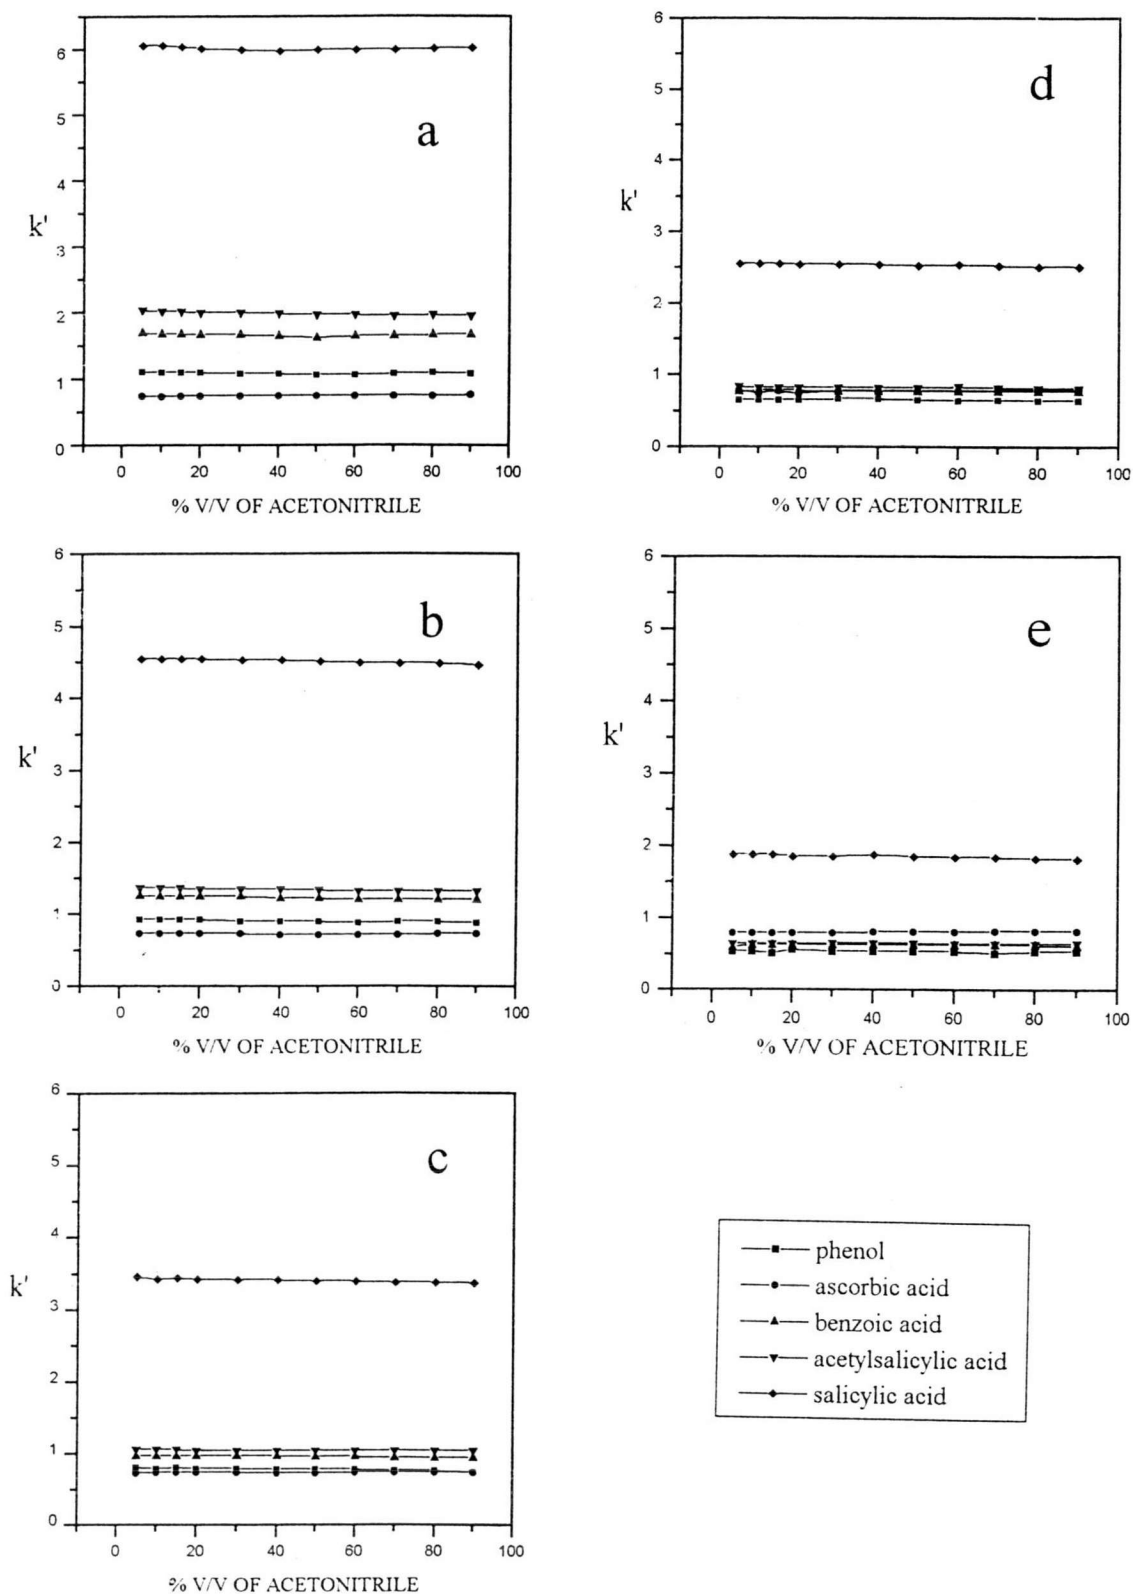 a
6
5
4
k'
3
2
1
0
0 20 40 60 80 100
% V/V OF ACETONITRILE
d
6
5
4
k'
3
2
1
0
0 20 40 60 80 100
% V/V OF ACETONITRILE
b
6
5
4
k'
3
2
1
0
0 20 40 60 80 100
% V/V OF ACETONITRILE
e
6
5
4
k'
3
2
1
0
0 20 40 60 80 100
% V/V OF ACETONITRILE
c
6
5
4
k'
3
2
1
0
0 20 40 60 80 100
% V/V OF ACETONITRILE
phenol
ascorbic acid
benzoic acid
acetylsalicylic acid
salicylic acid